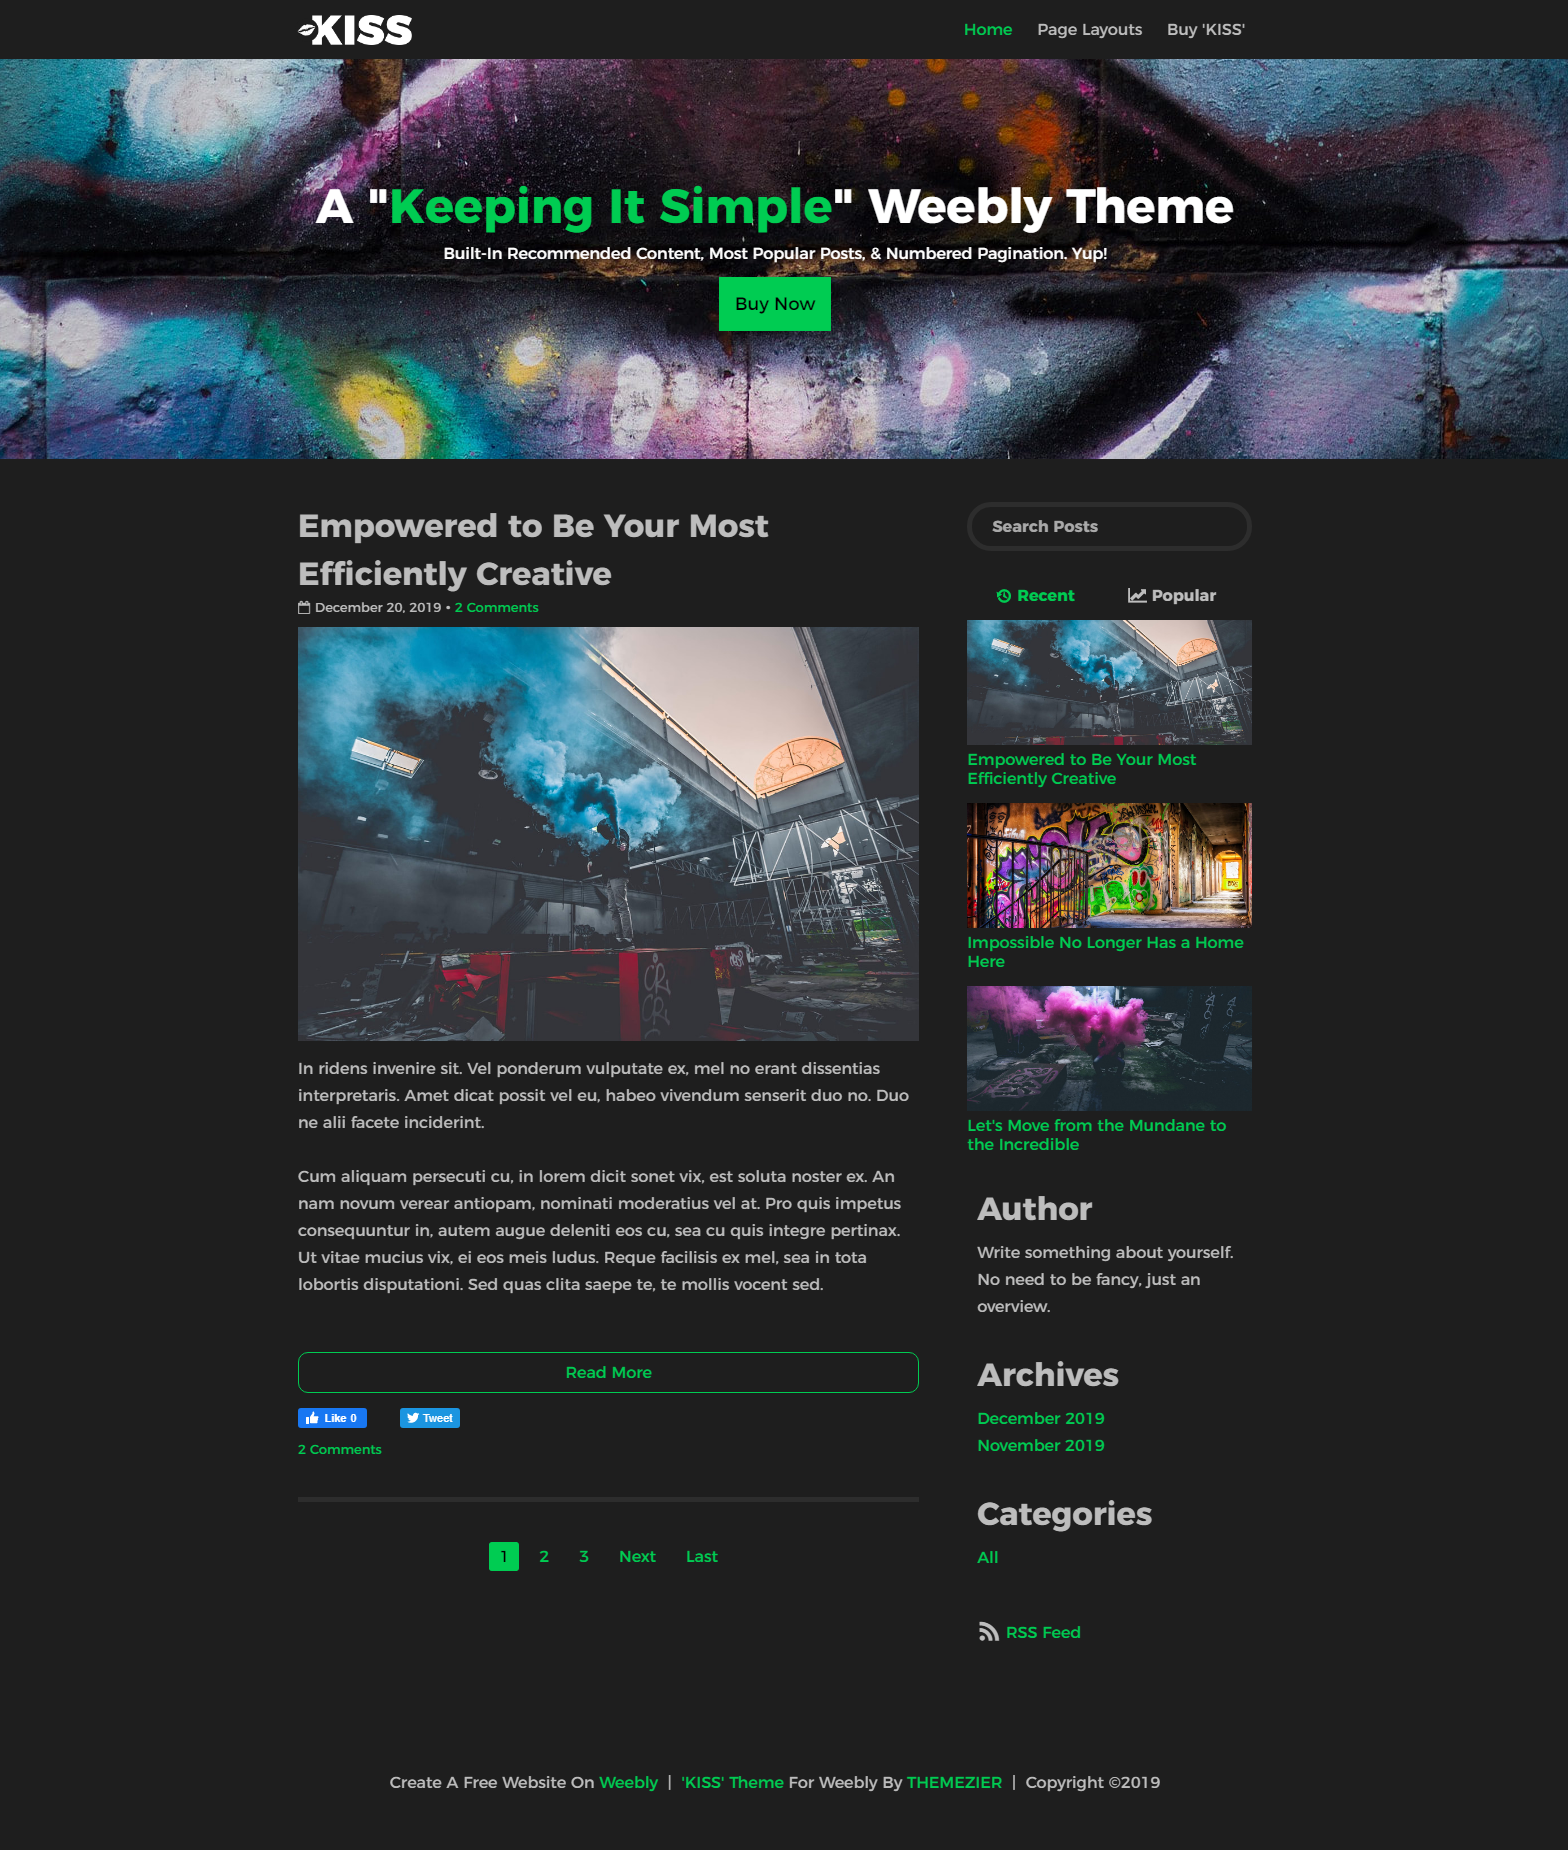 KISS
Home Page Layouts Buy 'KISS'
A "Keeping It Simple" Weebly Theme
Built-In Recommended Content, Most Popular Posts, & Numbered Pagination. Yup!
Buy Now
Empowered to Be Your Most
Efficiently Creative
December 20, 2019 • 2 Comments
In ridens invenire sit. Vel ponderum vulputate ex, mel no erant dissentias
interpretaris. Amet dicat possit vel eu, habeo vivendum senserit duo no. Duo
ne alii facete inciderint.
Cum aliquam persecuti cu, in lorem dicit sonet vix, est soluta noster ex. An
nam novum verear antiopam, nominati moderatius vel at. Pro quis impetus
consequuntur in, autem augue deleniti eos cu, sea cu quis integre pertinax.
Ut vitae mucius vix, ei eos meis ludus. Reque facilisis ex mel, sea in tota
lobortis disputationi. Sed quas clita saepe te, te mollis vocent sed.
Read More
Like 0
Tweet
2 Comments
1 2 3 Next Last
Search Posts
Recent Popular
Empowered to Be Your Most
Efficiently Creative
Impossible No Longer Has a Home
Here
Let's Move from the Mundane to
the Incredible
Author
Write something about yourself.
No need to be fancy, just an
overview.
Archives
December 2019
November 2019
Categories
All
RSS Feed
Create A Free Website On Weebly | 'KISS' Theme For Weebly By THEMEZIER | Copyright ©2019